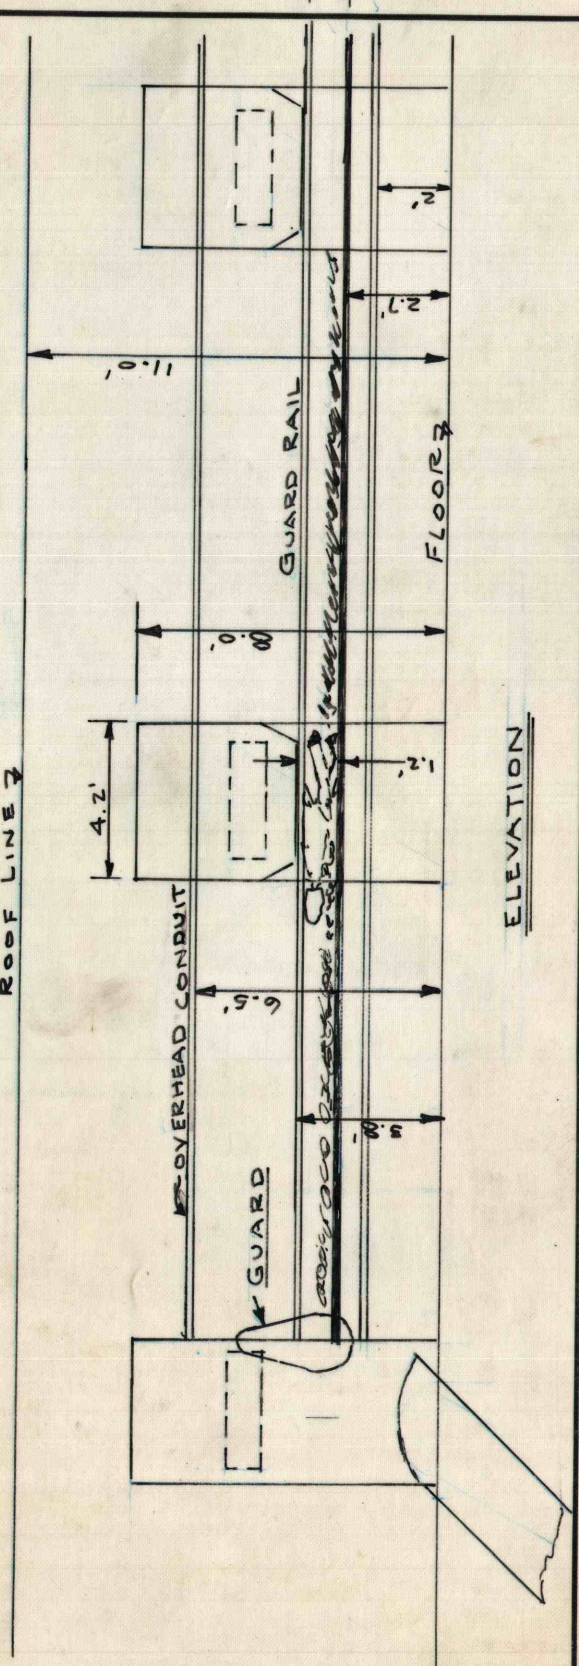 ROOF LINE
11.0'
2'
2.7'
GUARD RAIL
FLOOR
8.0'
4.2'
1.2'
OVERHEAD CONDUIT
6.5'
3.8'
GUARD
ELEVATION